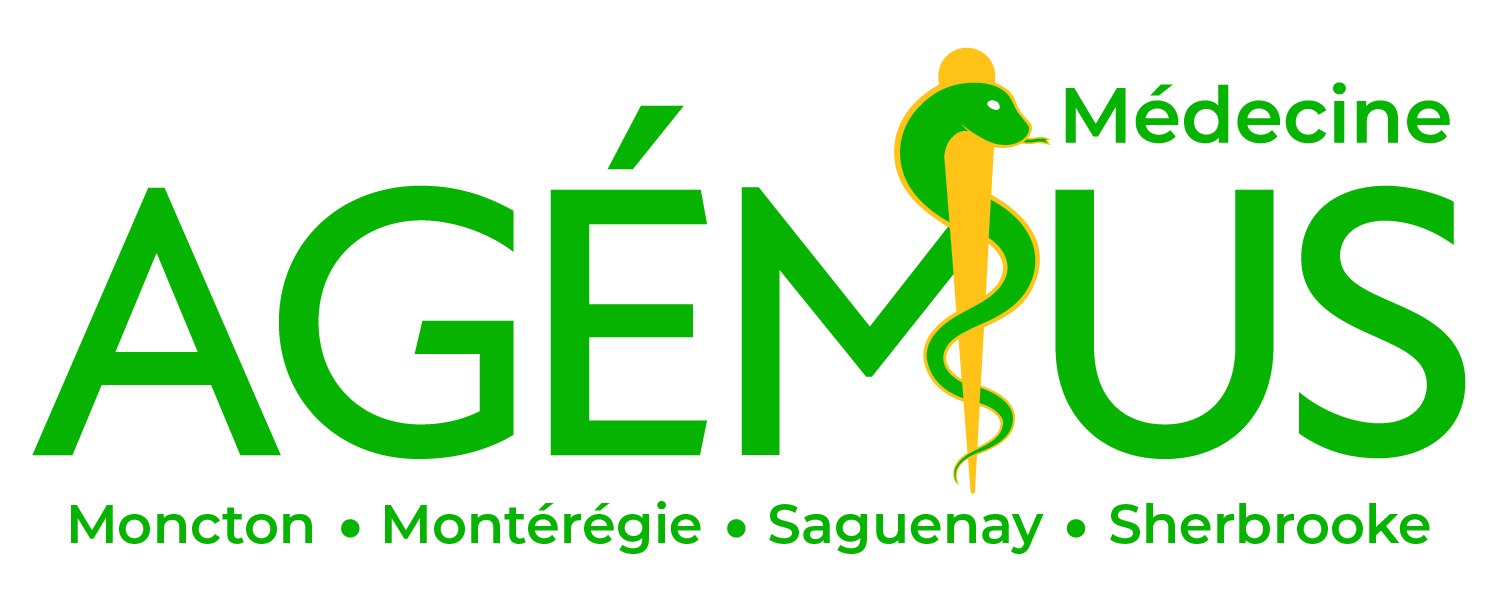 Médecine
AGÉMUS
Moncton • Montérégie • Saguenay • Sherbrooke